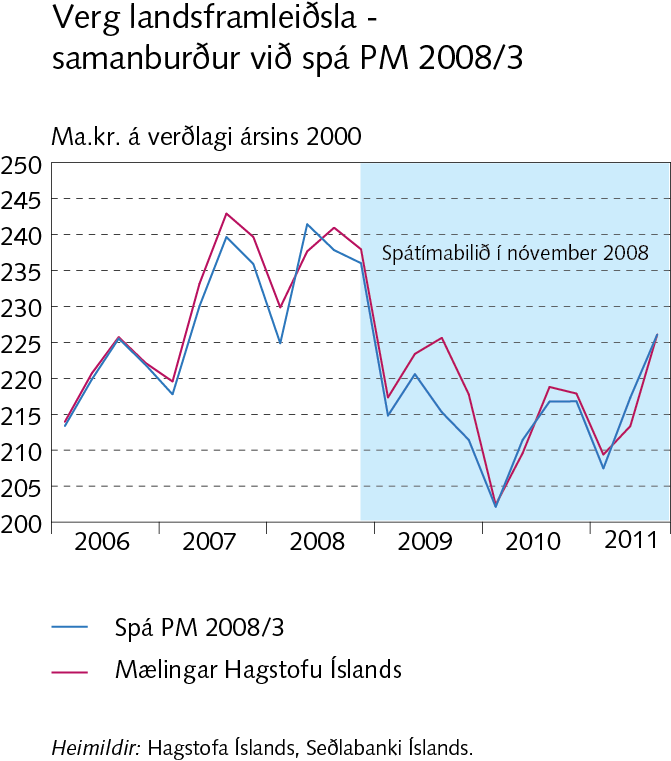 Verg landsframleiðsla -
samanburður við spá PM 2008/3
Ma.kr. á verðlagi ársins 2000
250
245
240
235
230
225
220
215
210
205
200
Spátímabilið í nóvember 2008
2006 2007 2008 2009 2010 2011
Spá PM 2008/3
Mælingar Hagstofu Íslands
Heimildir: Hagstofa Íslands, Seðlabanki Íslands.